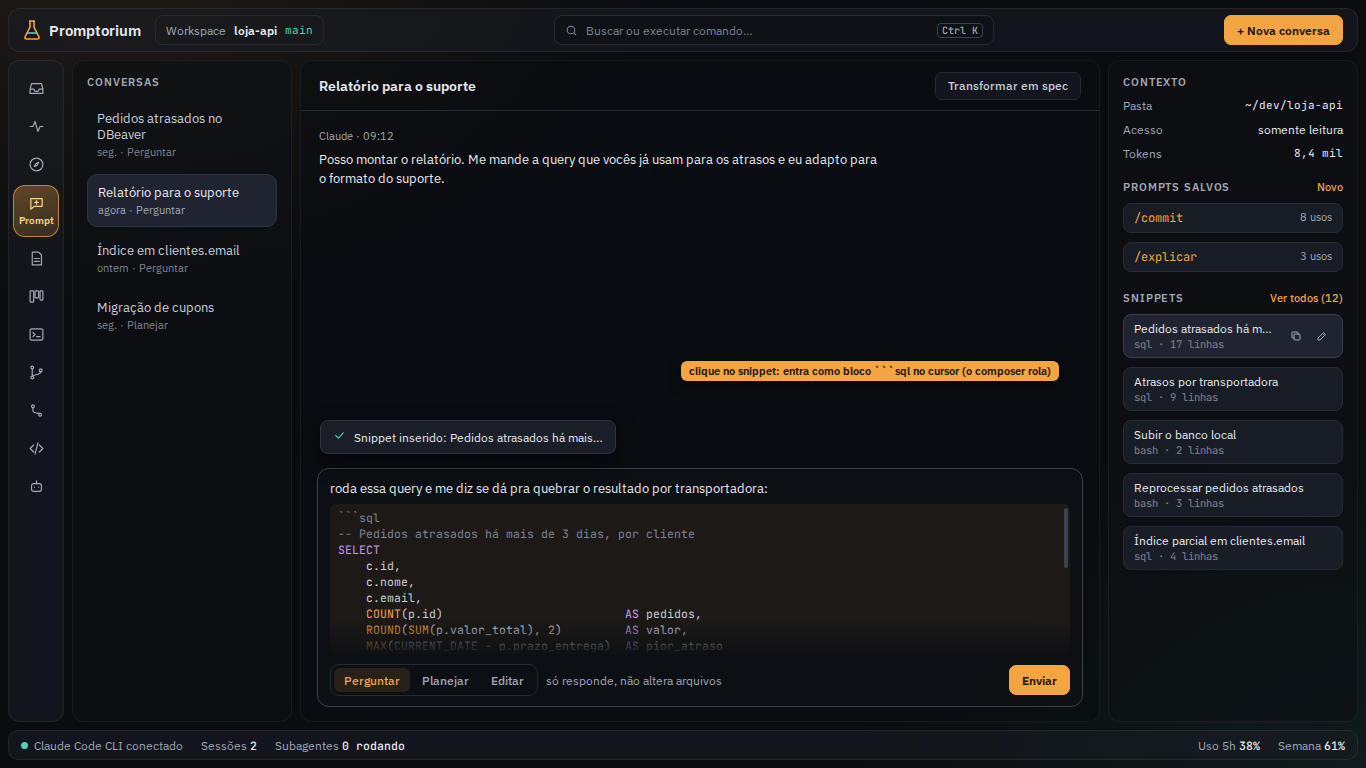 Promptorium
Workspace loja-api main
Buscar ou executar comando...
Ctrl K
+ Nova conversa
Prompt
CONVERSAS
Pedidos atrasados no
DBeaver
seg. · Perguntar
Relatório para o suporte
agora · Perguntar
Índice em clientes.email
ontem · Perguntar
Migração de cupons
seg. · Planejar
Relatório para o suporte
Transformar em spec
Claude · 09:12
Posso montar o relatório. Me mande a query que vocês já usam para os atrasos e eu adapto para
o formato do suporte.
clique no snippet: entra como bloco ```sql no cursor (o composer rola)
Snippet inserido: Pedidos atrasados há mais...
roda essa query e me diz se dá pra quebrar o resultado por transportadora:
```sql
-- Pedidos atrasados há mais de 3 dias, por cliente
SELECT
c.id,
c.nome,
c.email,
COUNT(p.id) AS pedidos,
ROUND(SUM(p.valor_total), 2) AS valor,
MAX(CURRENT_DATE - p.prazo_entrega) AS pior_atraso
Perguntar
Planejar
Editar
só responde, não altera arquivos
Enviar
CONTEXTO
Pasta ~/dev/loja-api
Acesso somente leitura
Tokens 8,4 mil
PROMPTS SALVOS Novo
/commit 8 usos
/explicar 3 usos
SNIPPETS Ver todos (12)
Pedidos atrasados há m...
sql · 17 linhas
Atrasos por transportadora
sql · 9 linhas
Subir o banco local
bash · 2 linhas
Reprocessar pedidos atrasados
bash · 3 linhas
Índice parcial em clientes.email
sql · 4 linhas
Claude Code CLI conectado
Sessões 2
Subagentes 0 rodando
Uso 5h 38%
Semana 61%